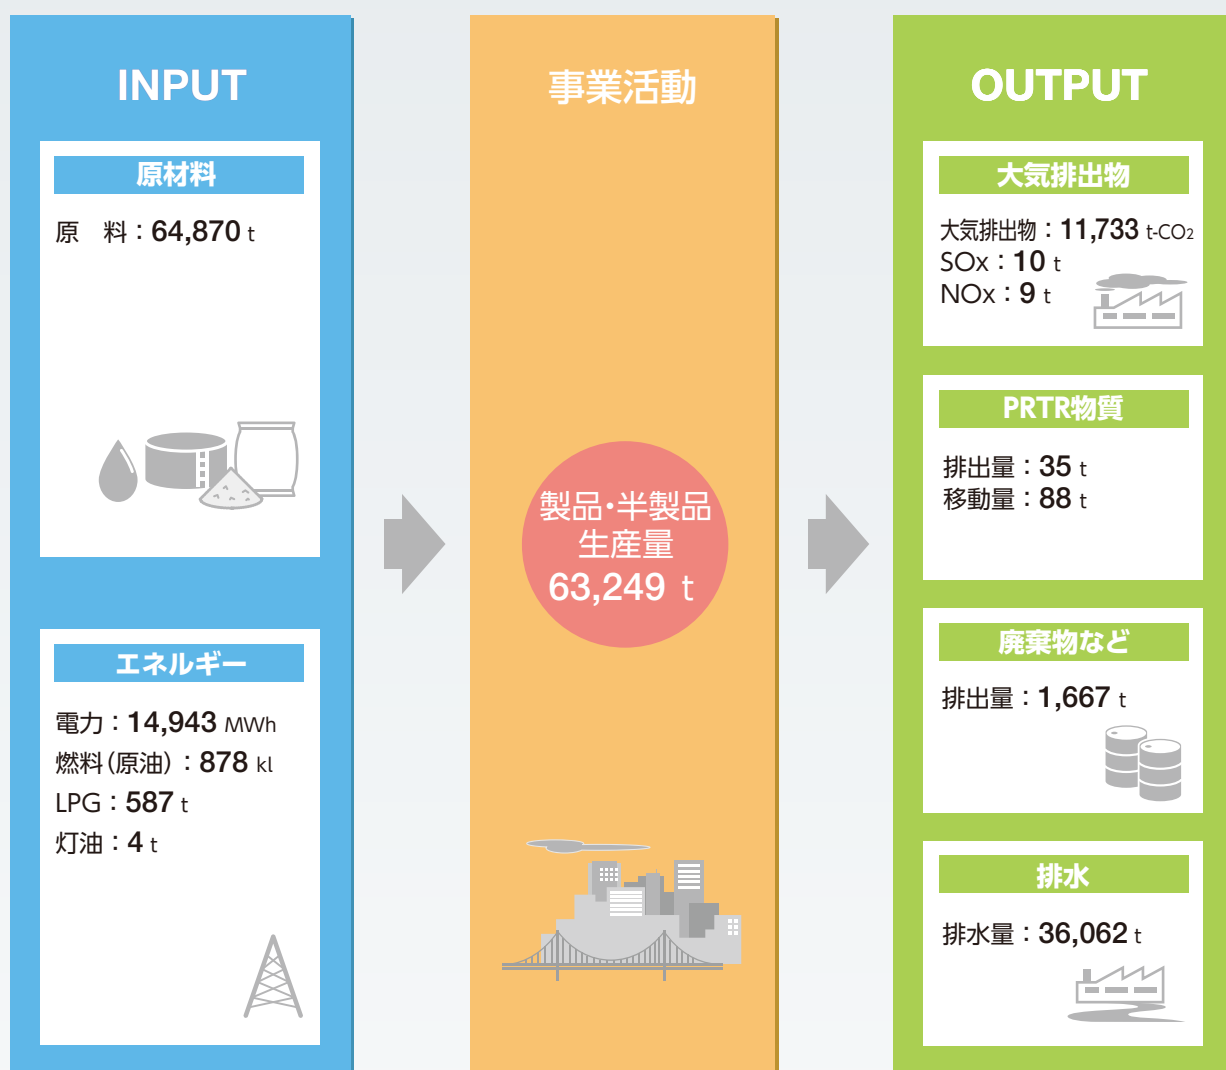 INPUT
原材料
原　料：64,870 t
エネルギー
電力：14,943 MWh
燃料(原油)：878 kl
LPG：587 t
灯油：4 t
事業活動
製品・半製品
生産量
63,249 t
OUTPUT
大気排出物
大気排出物：11,733 t-CO₂
SOx：10 t
NOx：9 t
PRTR物質
排出量：35 t
移動量：88 t
廃棄物など
排出量：1,667 t
排水
排水量：36,062 t